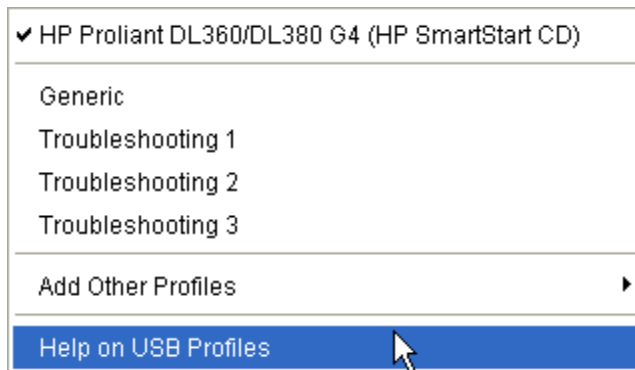 HP Proliant DL360/DL380 G4 (HP SmartStart CD)
Generic
Troubleshooting 1
Troubleshooting 2
Troubleshooting 3
Add Other Profiles
Help on USB Profiles